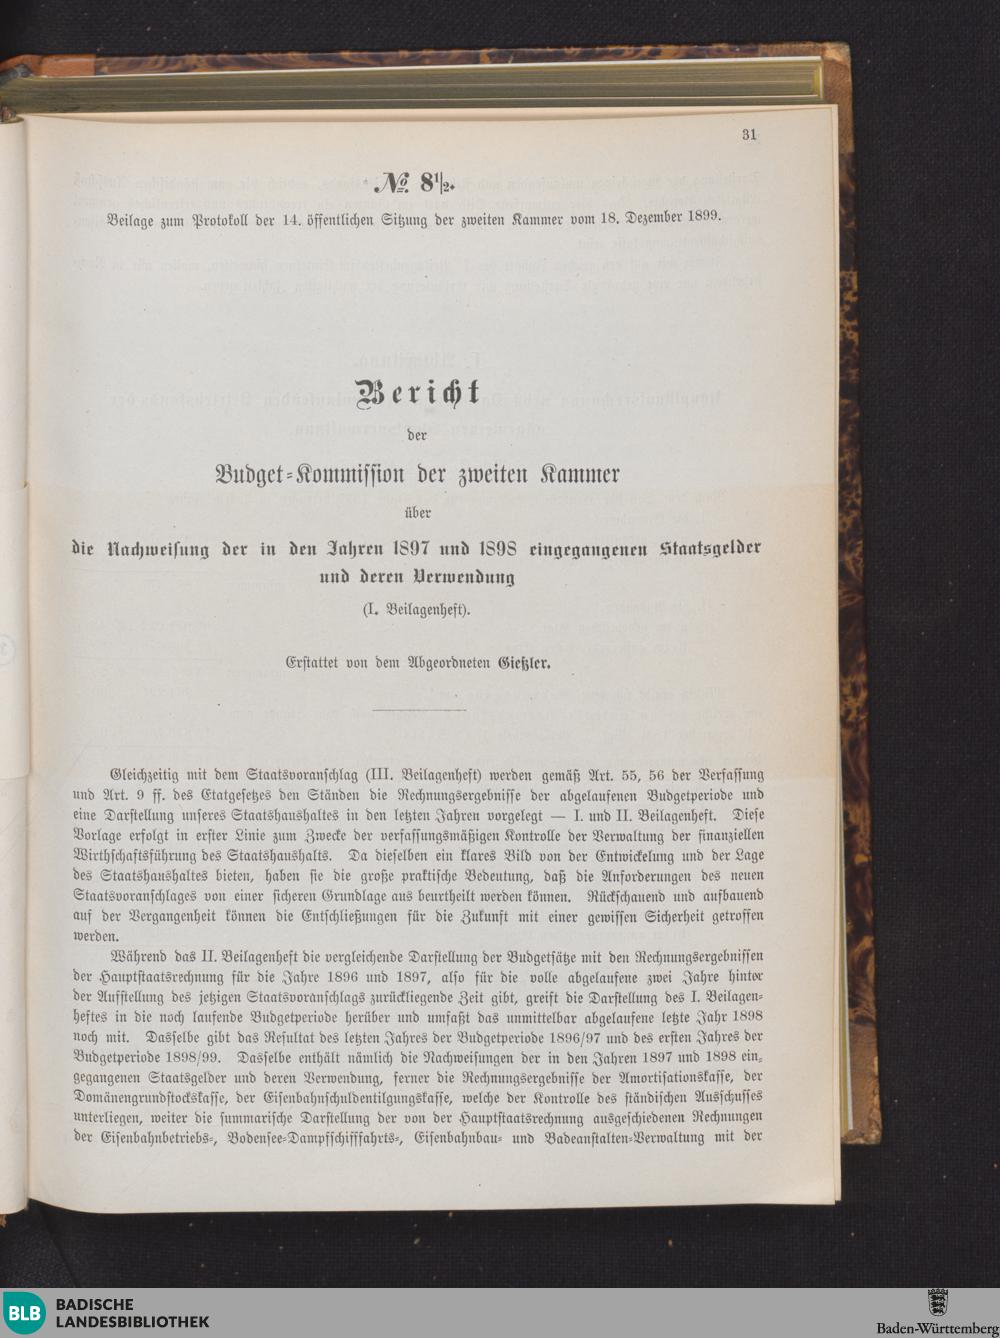 31
No. 8 1/2.
Beilage zum Protokoll der 14. öffentlichen Sitzung der zweiten Kammer vom 18. Dezember 1899.
Bericht
der
Budget-Kommission der zweiten Kammer
über
die Nachweisung der in den Jahren 1897 und 1898 eingegangenen Staatsgelder
und deren Verwendung
(I. Beilagenheft).
Erstattet von dem Abgeordneten Gießler.
Gleichzeitig mit dem Staatsvoranschlag (III. Beilagenheft) werden gemäß Art. 55, 56 der Verfassung
und Art. 9 ff. des Etatgesetzes den Ständen die Rechnungsergebnisse der abgelaufenen Budgetperiode und
eine Darstellung unseres Staatshaushaltes in den letzten Jahren vorgelegt — I. und II. Beilagenheft. Diese
Vorlage erfolgt in erster Linie zum Zwecke der verfassungsmäßigen Kontrolle der Verwaltung der finanziellen
Wirthschaftsführung des Staatshaushalts. Da dieselben ein klares Bild von der Entwickelung und der Lage
des Staatshaushaltes bieten, haben sie die große praktische Bedeutung, daß die Anforderungen des neuen
Staatsvoranschlages von einer sicheren Grundlage aus beurtheilt werden können. Rückschauend und aufbauend
auf der Vergangenheit können die Entschließungen für die Zukunft mit einer gewissen Sicherheit getroffen
werden.
Während das II. Beilagenheft die vergleichende Darstellung der Budgetsätze mit den Rechnungsergebnissen
der Hauptstaatsrechnung für die Jahre 1896 und 1897, also für die volle abgelaufene zwei Jahre hinter
der Aufstellung des jetzigen Staatsvoranschlags zurückliegende Zeit gibt, greift die Darstellung des I. Beilagen-
heftes in die noch laufende Budgetperiode herüber und umfaßt das unmittelbar abgelaufene letzte Jahr 1898
noch mit. Dasselbe gibt das Resultat des letzten Jahres der Budgetperiode 1896/97 und des ersten Jahres der
Budgetperiode 1898/99. Dasselbe enthält nämlich die Nachweisungen der in den Jahren 1897 und 1898 ein-
gegangenen Staatsgelder und deren Verwendung, ferner die Rechnungsergebnisse der Amortisationskasse, der
Domänengrundstockskasse, der Eisenbahnschuldentilgungskasse, welche der Kontrolle des ständischen Ausschusses
unterliegen, weiter die summarische Darstellung der von der Hauptstaatsrechnung ausgeschiedenen Rechnungen
der Eisenbahnbetriebs-, Bodensee-Dampfschifffahrts-, Eisenbahnbau- und Badeanstalten-Verwaltung mit der
BLB BADISCHE
LANDESBIBLIOTHEK
Baden-Württemberg